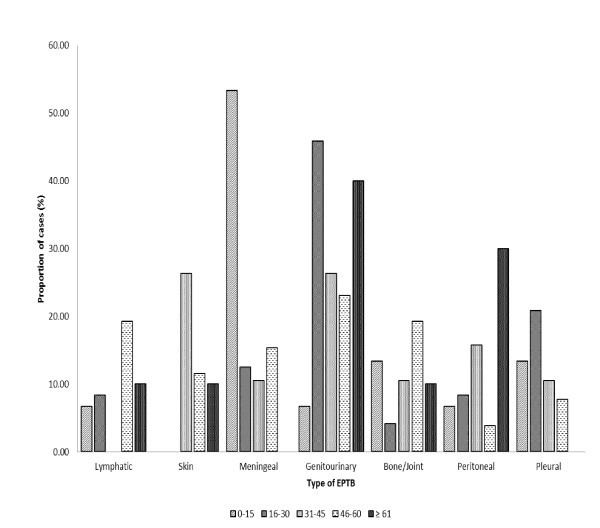 60.00
50.00
40.00
30.00
20.00
10.00
0.00
Proportion of cases (%)
Lymphatic Skin Meningeal Genitourinary Bone/Joint Peritoneal Pleural
Type of EPTB
0-15 16-30 31-45 46-60 ≥ 61